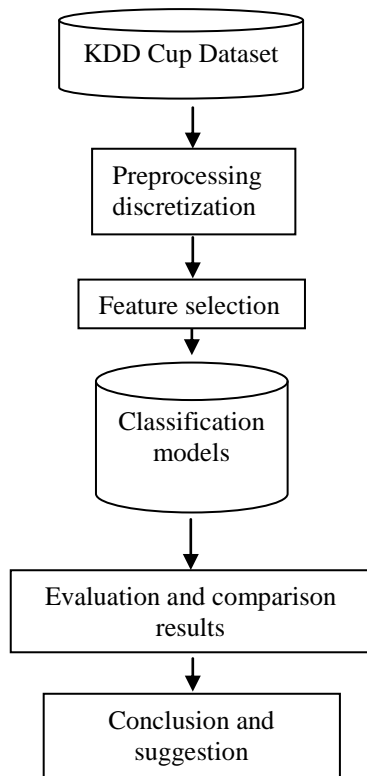 KDD Cup Dataset
Preprocessing
discretization
Feature selection
Classification
models
Evaluation and comparison
results
Conclusion and
suggestion